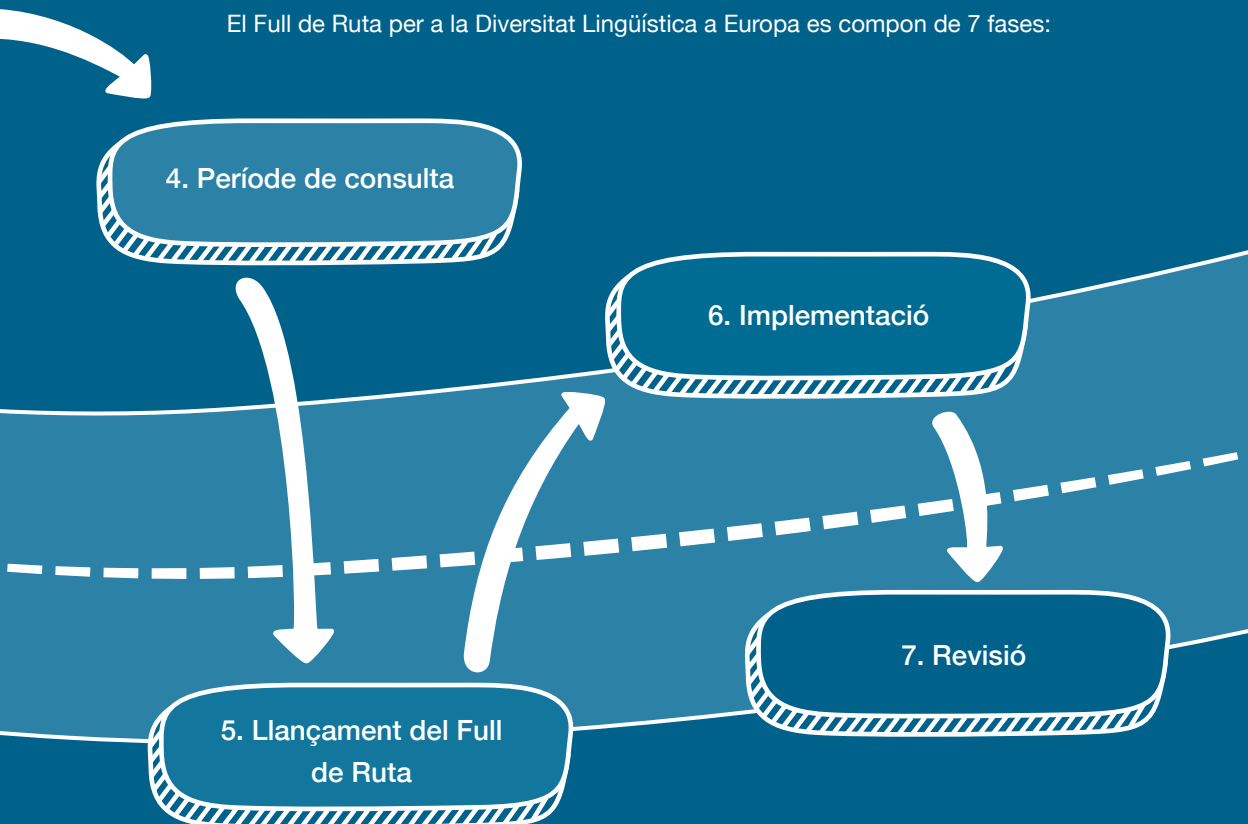 El Full de Ruta per a la Diversitat Lingüística a Europa es compon de 7 fases:
4. Període de consulta
6. Implementació
7. Revisió
5. Llançament del Full
de Ruta